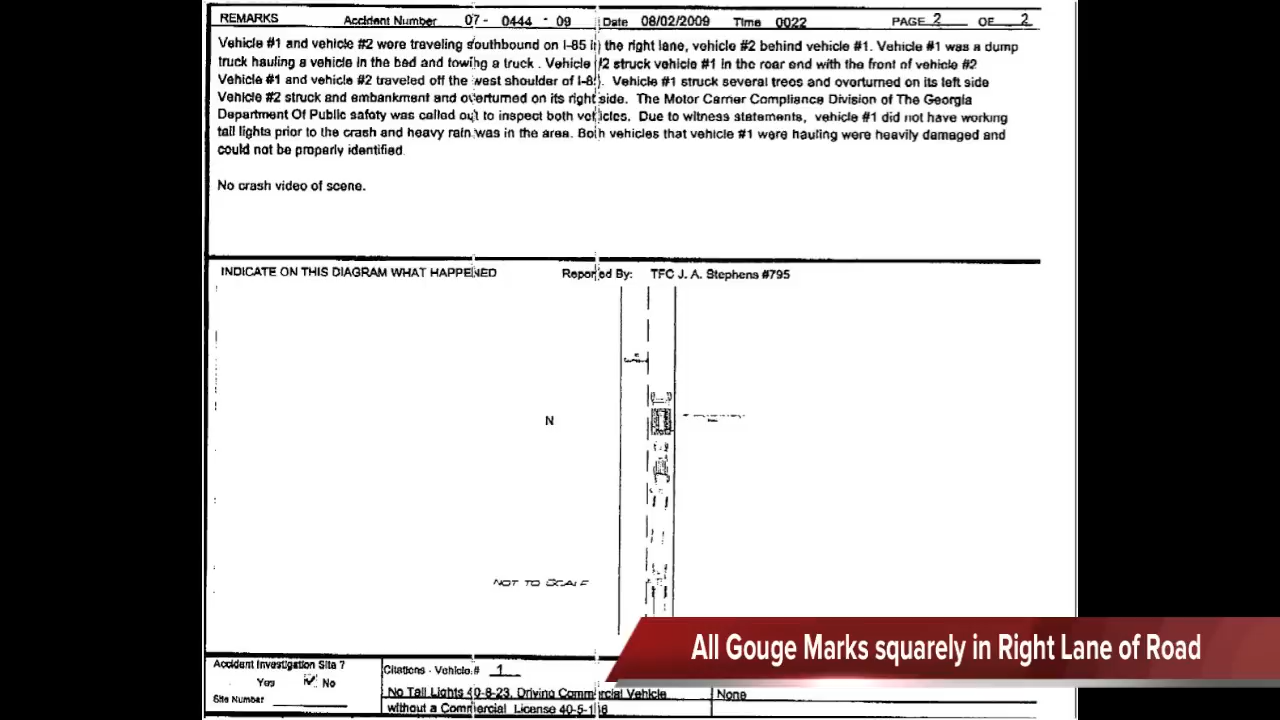 REMARKS Accident Number 07- 0444 - 09 Date 08/02/2009 Time 0022 PAGE 2 OF 2
Vehicle #1 and vehicle #2 were traveling southbound on I-85 in the right lane, vehicle #2 behind vehicle #1. Vehicle #1 was a dump
truck hauling a vehicle in the bed and towing a truck . Vehicle #2 struck vehicle #1 in the rear end with the front of vehicle #2
Vehicle #1 and vehicle #2 traveled off the west shoulder of I-85. Vehicle #1 struck several trees and overturned on its left side
Vehicle #2 struck and embankment and overturned on its right side. The Motor Carrier Compliance Division of The Georgia
Department Of Public safety was called out to inspect both vehicles. Due to witness statements, vehicle #1 did not have working
tail lights prior to the crash and heavy rain was in the area. Both vehicles that vehicle #1 were hauling were heavily damaged and
could not be properly identified.
No crash video of scene.
INDICATE ON THIS DIAGRAM WHAT HAPPENED Reported By: TFC J. A. Stephens #795
N
NOT TO SCALE
All Gouge Marks squarely in Right Lane of Road
Accident Investigation Site ?
Yes No
Site Number
Citations - Vehicle # 1
No Tail Lights 40-8-23, Driving Commercial Vehicle
without a Commercial License
None